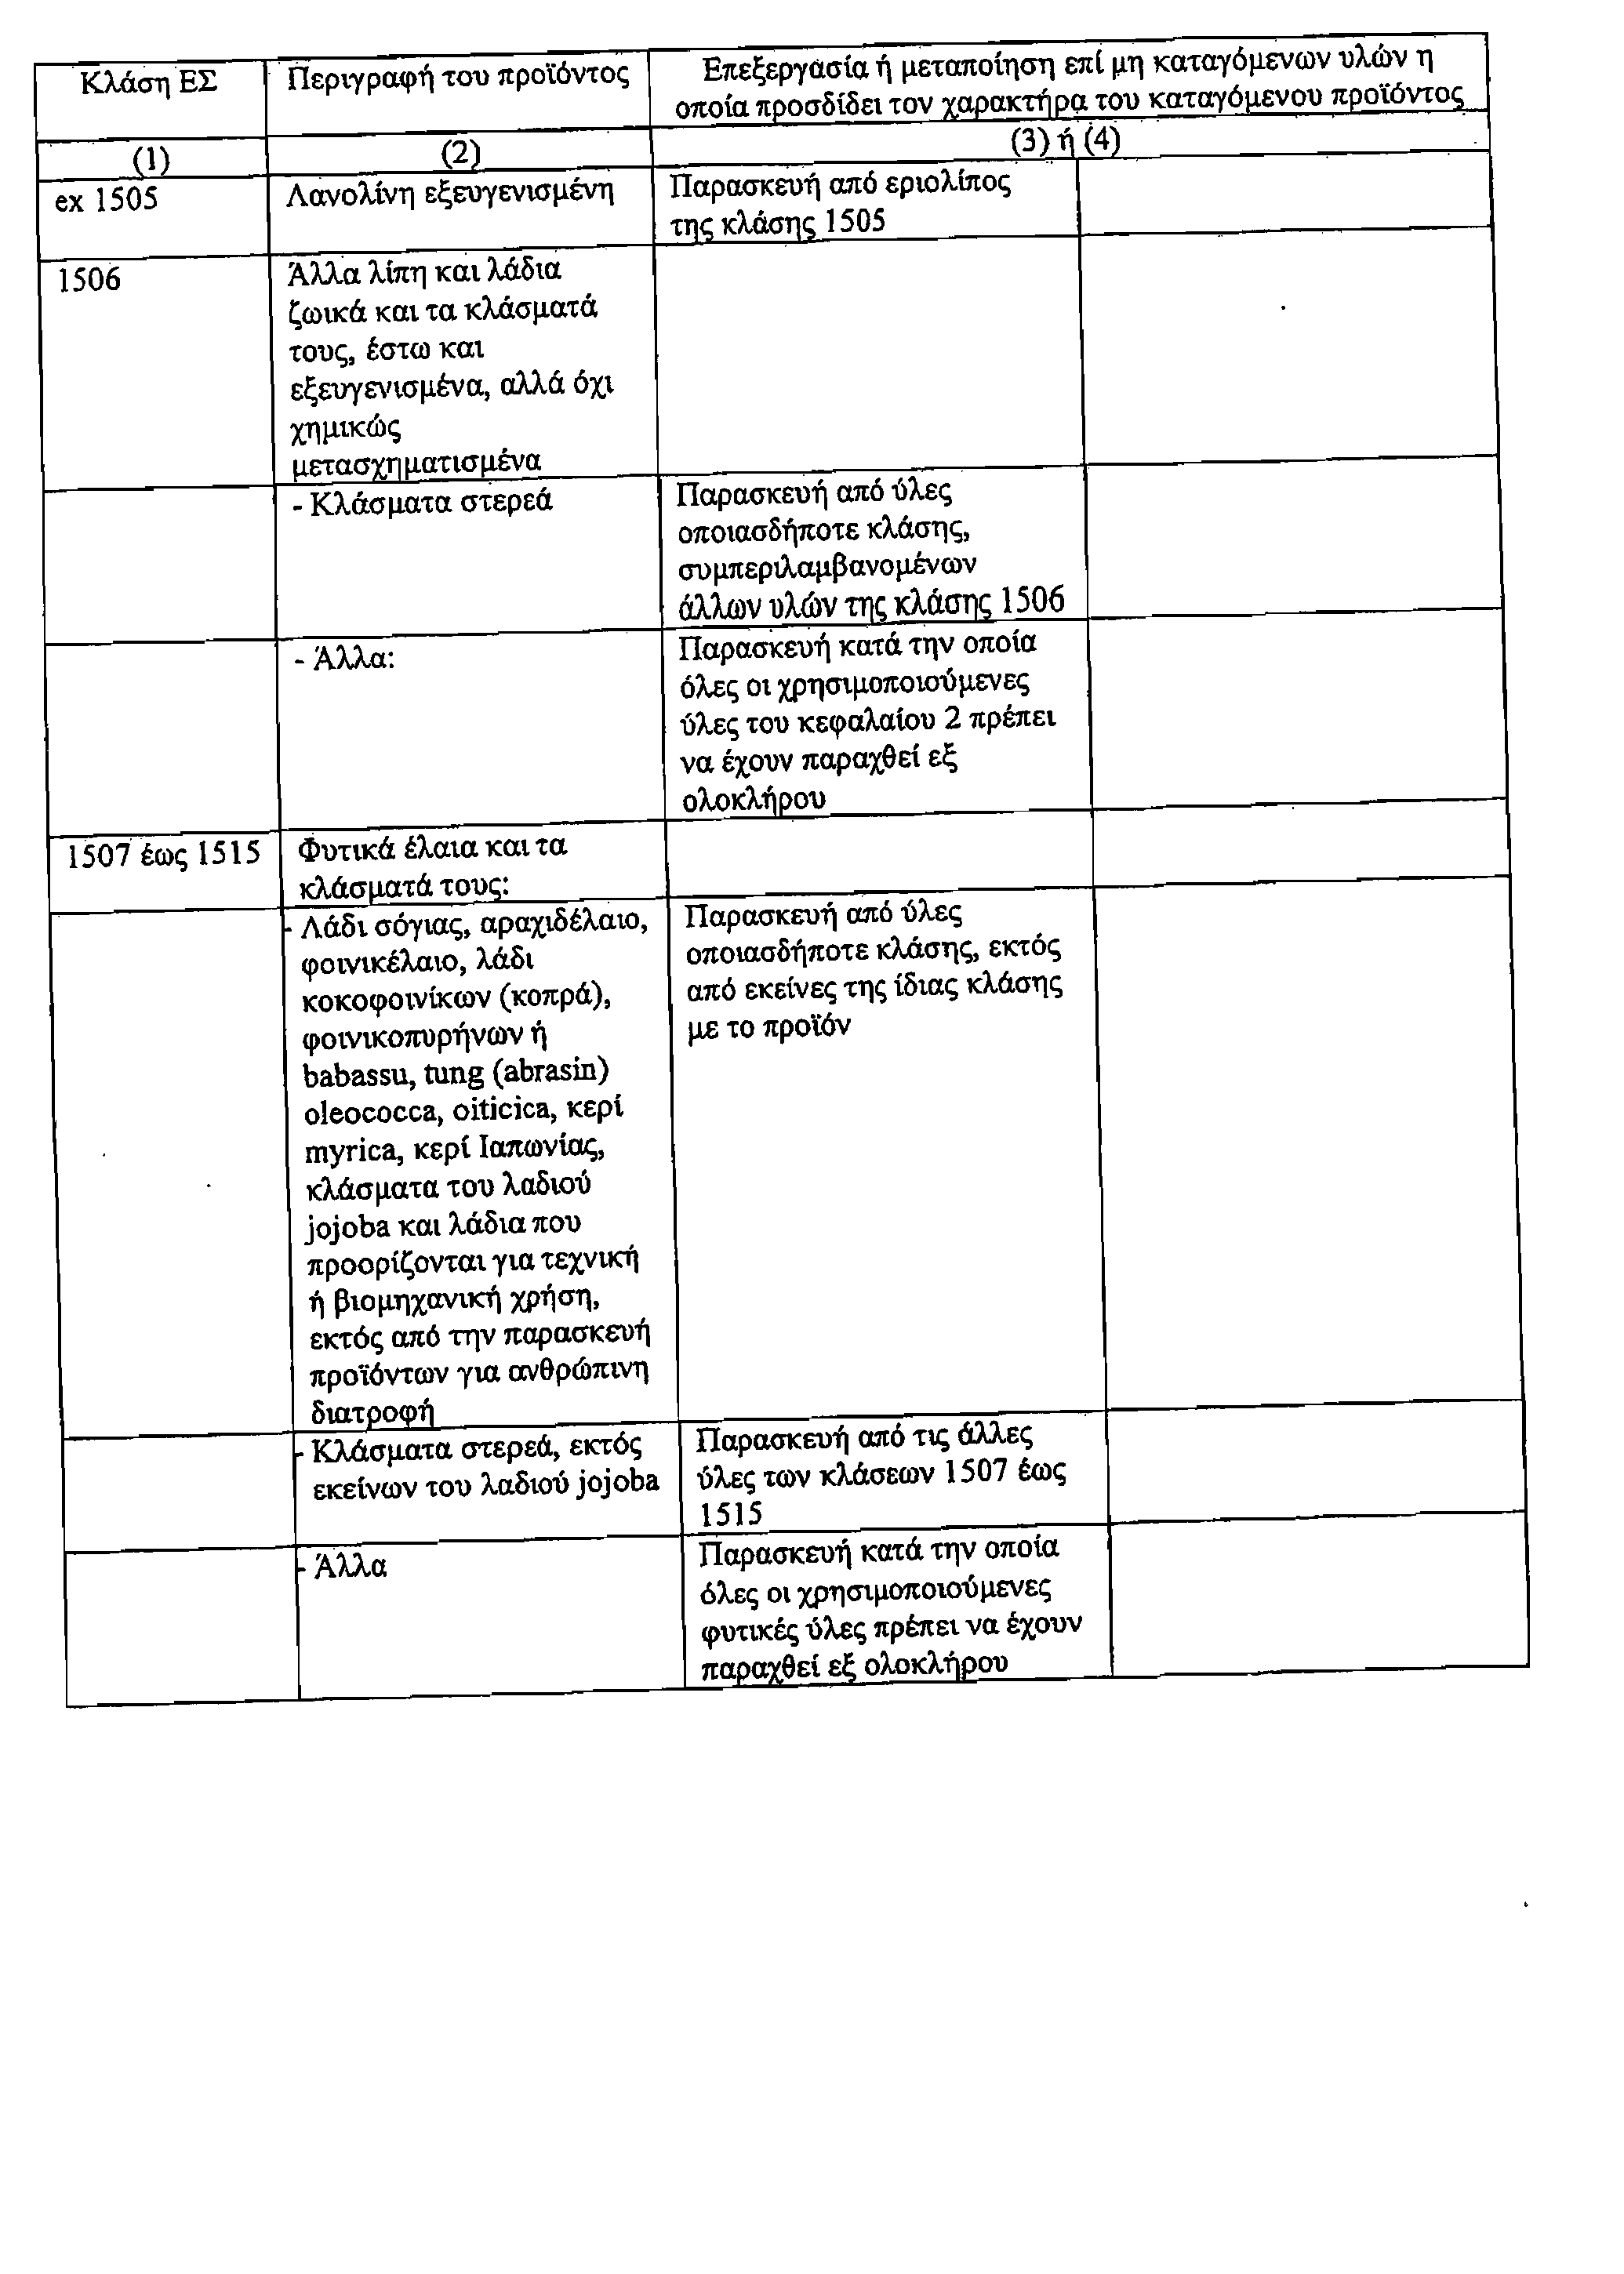 Κλάση ΕΣ
Περιγραφή του προϊόντος
Επεξεργασία ή μεταποίηση επί μη καταγόμενων υλών η
οποία προσδίδει τον χαρακτήρα του καταγόμενου προϊόντος
(1)
(2)
(3) ή (4)
ex 1505
Λανολίνη εξευγενισμένη
Παρασκευή από εριολίπος
της κλάσης 1505
1506
Άλλα λίπη και λάδια
ζωικά και τα κλάσματά
τους, έστω και
εξευγενισμένα, αλλά όχι
χημικώς
μετασχηματισμένα
- Κλάσματα στερεά
Παρασκευή από ύλες
οποιασδήποτε κλάσης,
συμπεριλαμβανομένων
άλλων υλών της κλάσης 1506
- Άλλα:
Παρασκευή κατά την οποία
όλες οι χρησιμοποιούμενες
ύλες του κεφαλαίου 2 πρέπει
να έχουν παραχθεί εξ
ολοκλήρου
1507 έως 1515
Φυτικά έλαια και τα
κλάσματά τους:
- Λάδι σόγιας, αραχιδέλαιο,
φοινικέλαιο, λάδι
κοκοφοινίκων (κοπρά),
φοινικοπυρήνων ή
babassu, tung (abrasin)
oleococca, oiticica, κερί
myrica, κερί Ιαπωνίας,
κλάσματα του λαδιού
jojoba και λάδια που
προορίζονται για τεχνική
ή βιομηχανική χρήση,
εκτός από την παρασκευή
προϊόντων για ανθρώπινη
διατροφή
Παρασκευή από ύλες
οποιασδήποτε κλάσης, εκτός
από εκείνες της ίδιας κλάσης
με το προϊόν
- Κλάσματα στερεά, εκτός
εκείνων του λαδιού jojoba
Παρασκευή από τις άλλες
ύλες των κλάσεων 1507 έως
1515
- Άλλα
Παρασκευή κατά την οποία
όλες οι χρησιμοποιούμενες
φυτικές ύλες πρέπει να έχουν
παραχθεί εξ ολοκλήρου